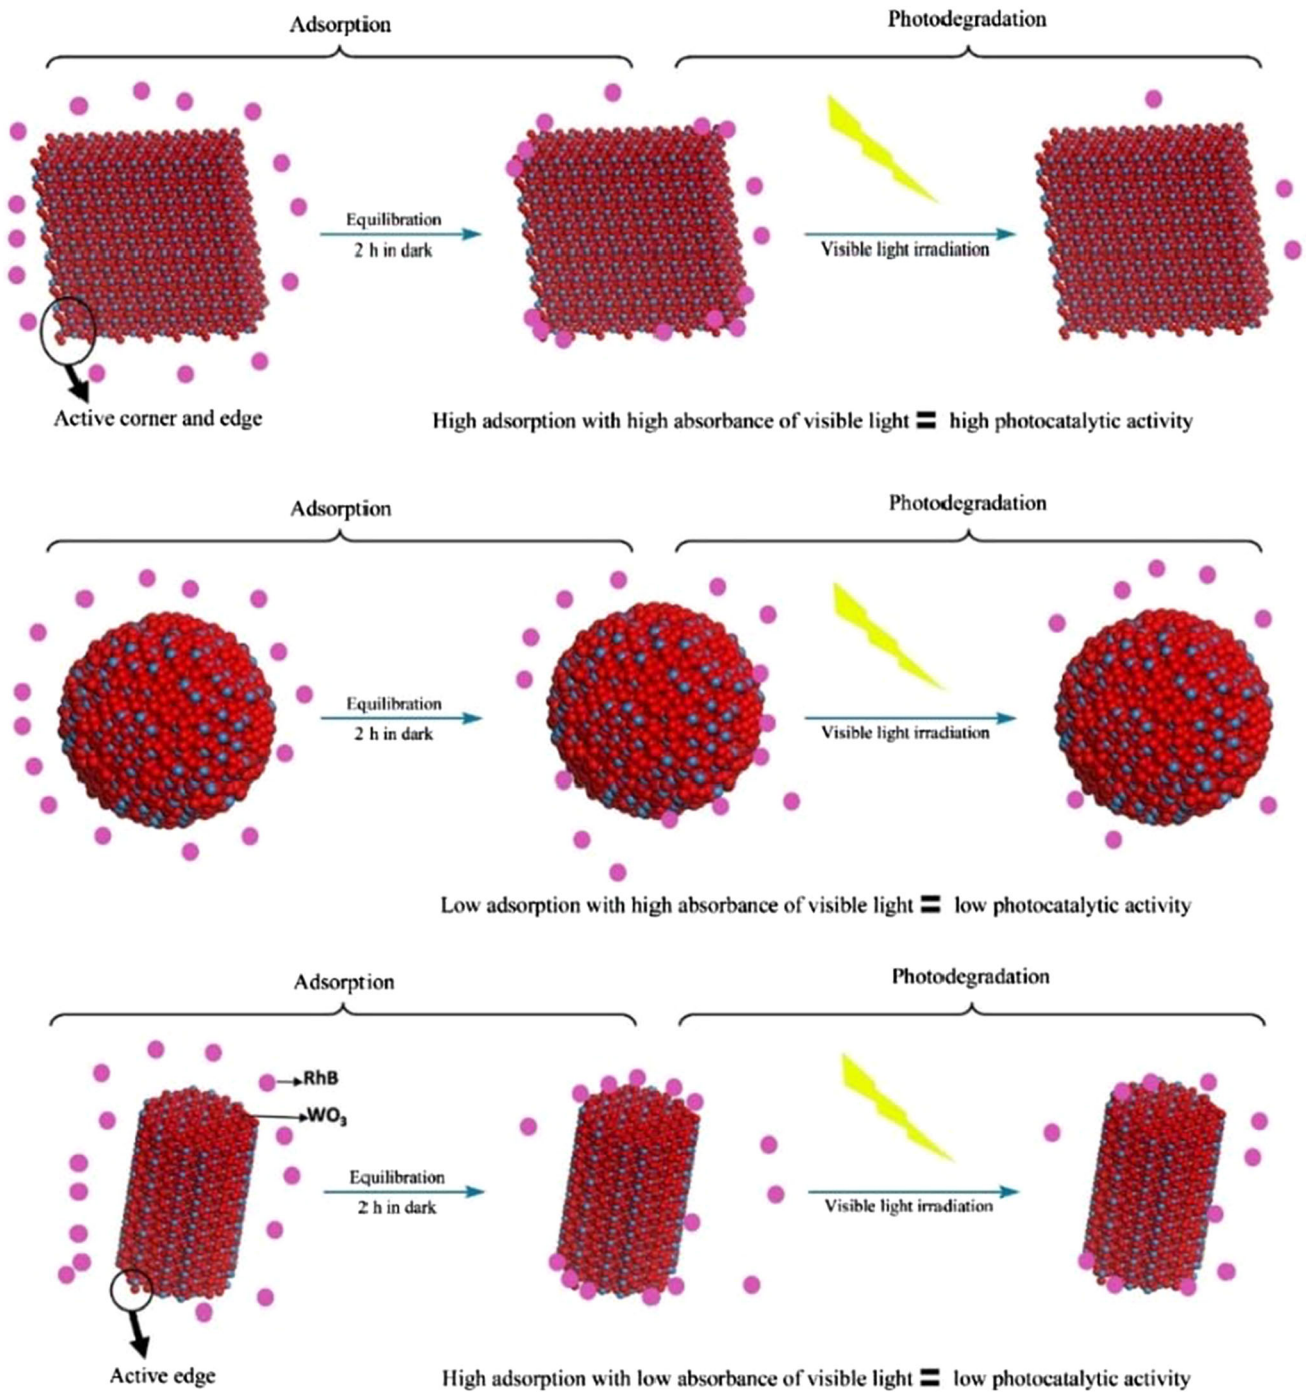 Adsorption
Photodegradation
Equilibration
2 h in dark
Visible light irradiation
Active corner and edge
High adsorption with high absorbance of visible light = high photocatalytic activity
Adsorption
Photodegradation
Equilibration
2 h in dark
Visible light irradiation
Low adsorption with high absorbance of visible light = low photocatalytic activity
Adsorption
Photodegradation
RhB
WO₃
Equilibration
2 h in dark
Visible light irradiation
Active edge
High adsorption with low absorbance of visible light = low photocatalytic activity